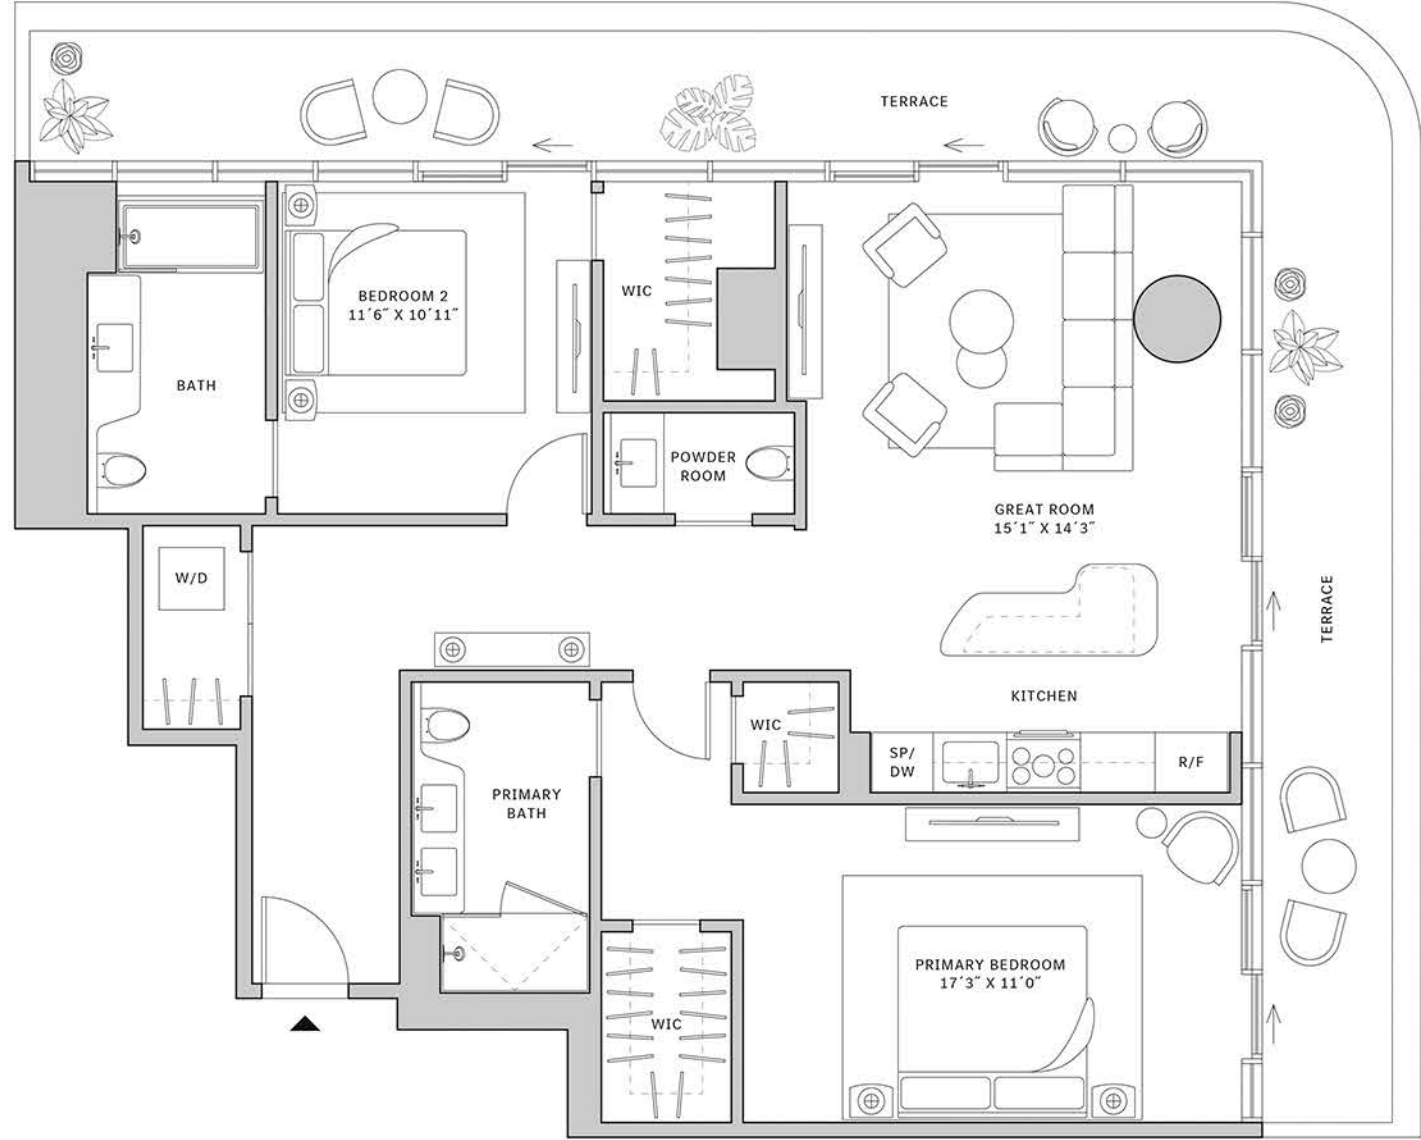 TERRACE
BEDROOM 2
11´6˝ X 10´11˝
WIC
BATH
POWDER
ROOM
GREAT ROOM
15´1˝ X 14´3˝
W/D
TERRACE
KITCHEN
WIC
SP/
DW
R/F
PRIMARY
BATH
PRIMARY BEDROOM
17´3˝ X 11´0˝
WIC